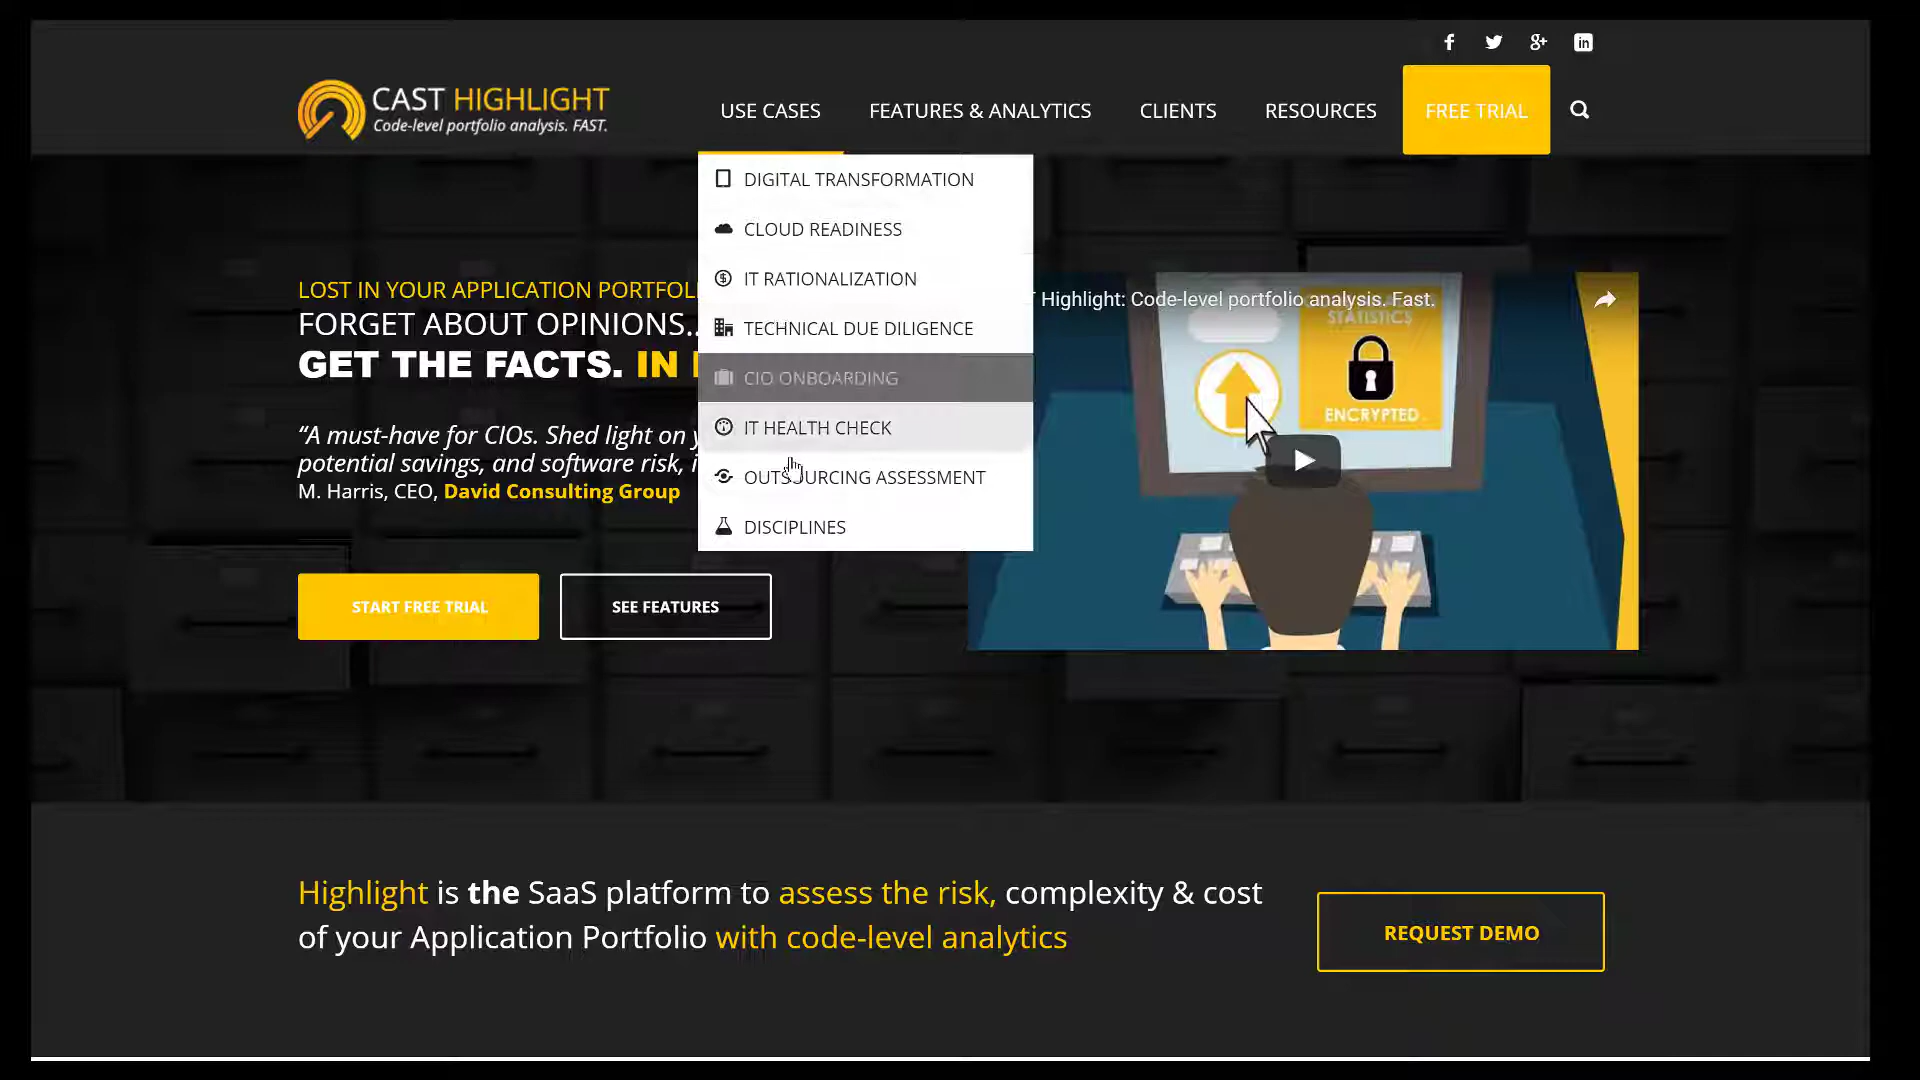 CAST HIGHLIGHT
Code-level portfolio analysis. FAST.
USE CASES
FEATURES & ANALYTICS
CLIENTS
RESOURCES
FREE TRIAL
DIGITAL TRANSFORMATION
CLOUD READINESS
IT RATIONALIZATION
TECHNICAL DUE DILIGENCE
CIO ONBOARDING
IT HEALTH CHECK
OUTSOURCING ASSESSMENT
DISCIPLINES
LOST IN YOUR APPLICATION
FORGET ABOUT OPINIONS..
GET THE FACTS. IN
“A must-have for CIOs. Shed light on
potential savings, and software risk,
M. Harris, CEO, David Consulting Group
START FREE TRIAL
SEE FEATURES
Highlight: Code-level portfolio analysis. Fast.
STATISTICS
ENCRYPTED
Highlight is the SaaS platform to assess the risk, complexity & cost
of your Application Portfolio with code-level analytics
REQUEST DEMO